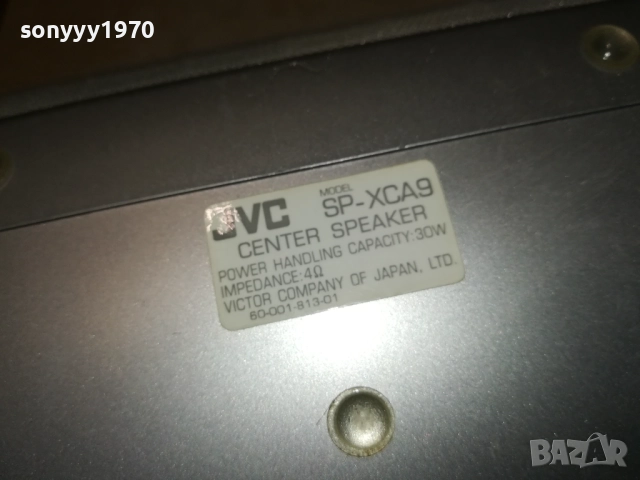 sonyyy1970
JVC MODEL SP-XCA9
CENTER SPEAKER
POWER HANDLING CAPACITY:30W
IMPEDANCE:4Ω
VICTOR COMPANY OF JAPAN, LTD.
60-001-813-01
BAZAR